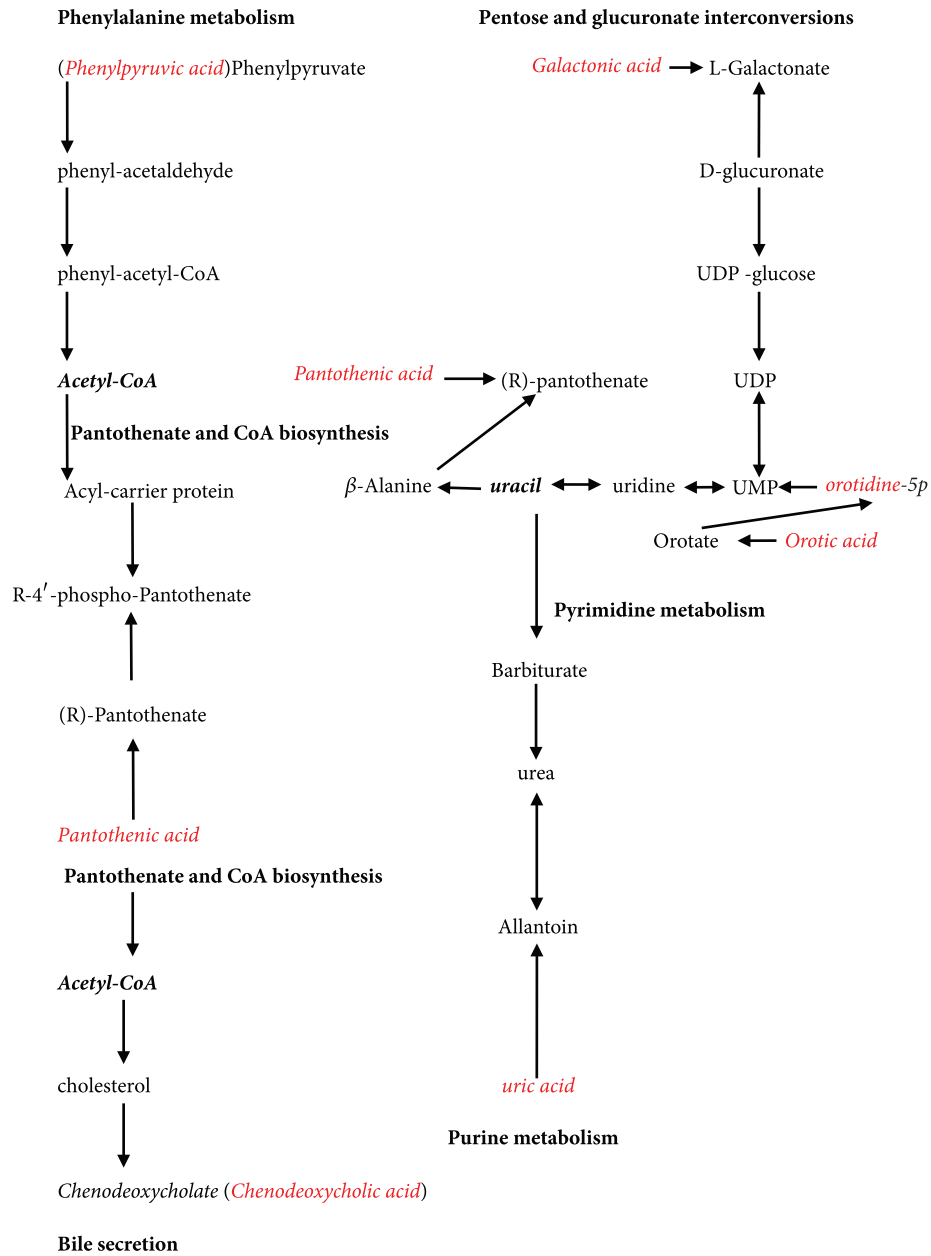 Phenylalanine metabolism
(Phenylpyruvic acid)Phenylpyruvate
phenyl-acetaldehyde
phenyl-acetyl-CoA
Acetyl-CoA
Pantothenate and CoA biosynthesis
Acyl-carrier protein
R-4′-phospho-Pantothenate
(R)-Pantothenate
Pantothenic acid
Pantothenate and CoA biosynthesis
Acetyl-CoA
cholesterol
Chenodeoxycholate (Chenodeoxycholic acid)
Bile secretion
Pentose and glucuronate interconversions
Galactonic acid L-Galactonate
D-glucuronate
UDP -glucose
UDP
Pantothenic acid (R)-pantothenate
β-Alanine uracil uridine UMP orotidine-5p
Orotate Orotic acid
Pyrimidine metabolism
Barbiturate
urea
Allantoin
uric acid
Purine metabolism